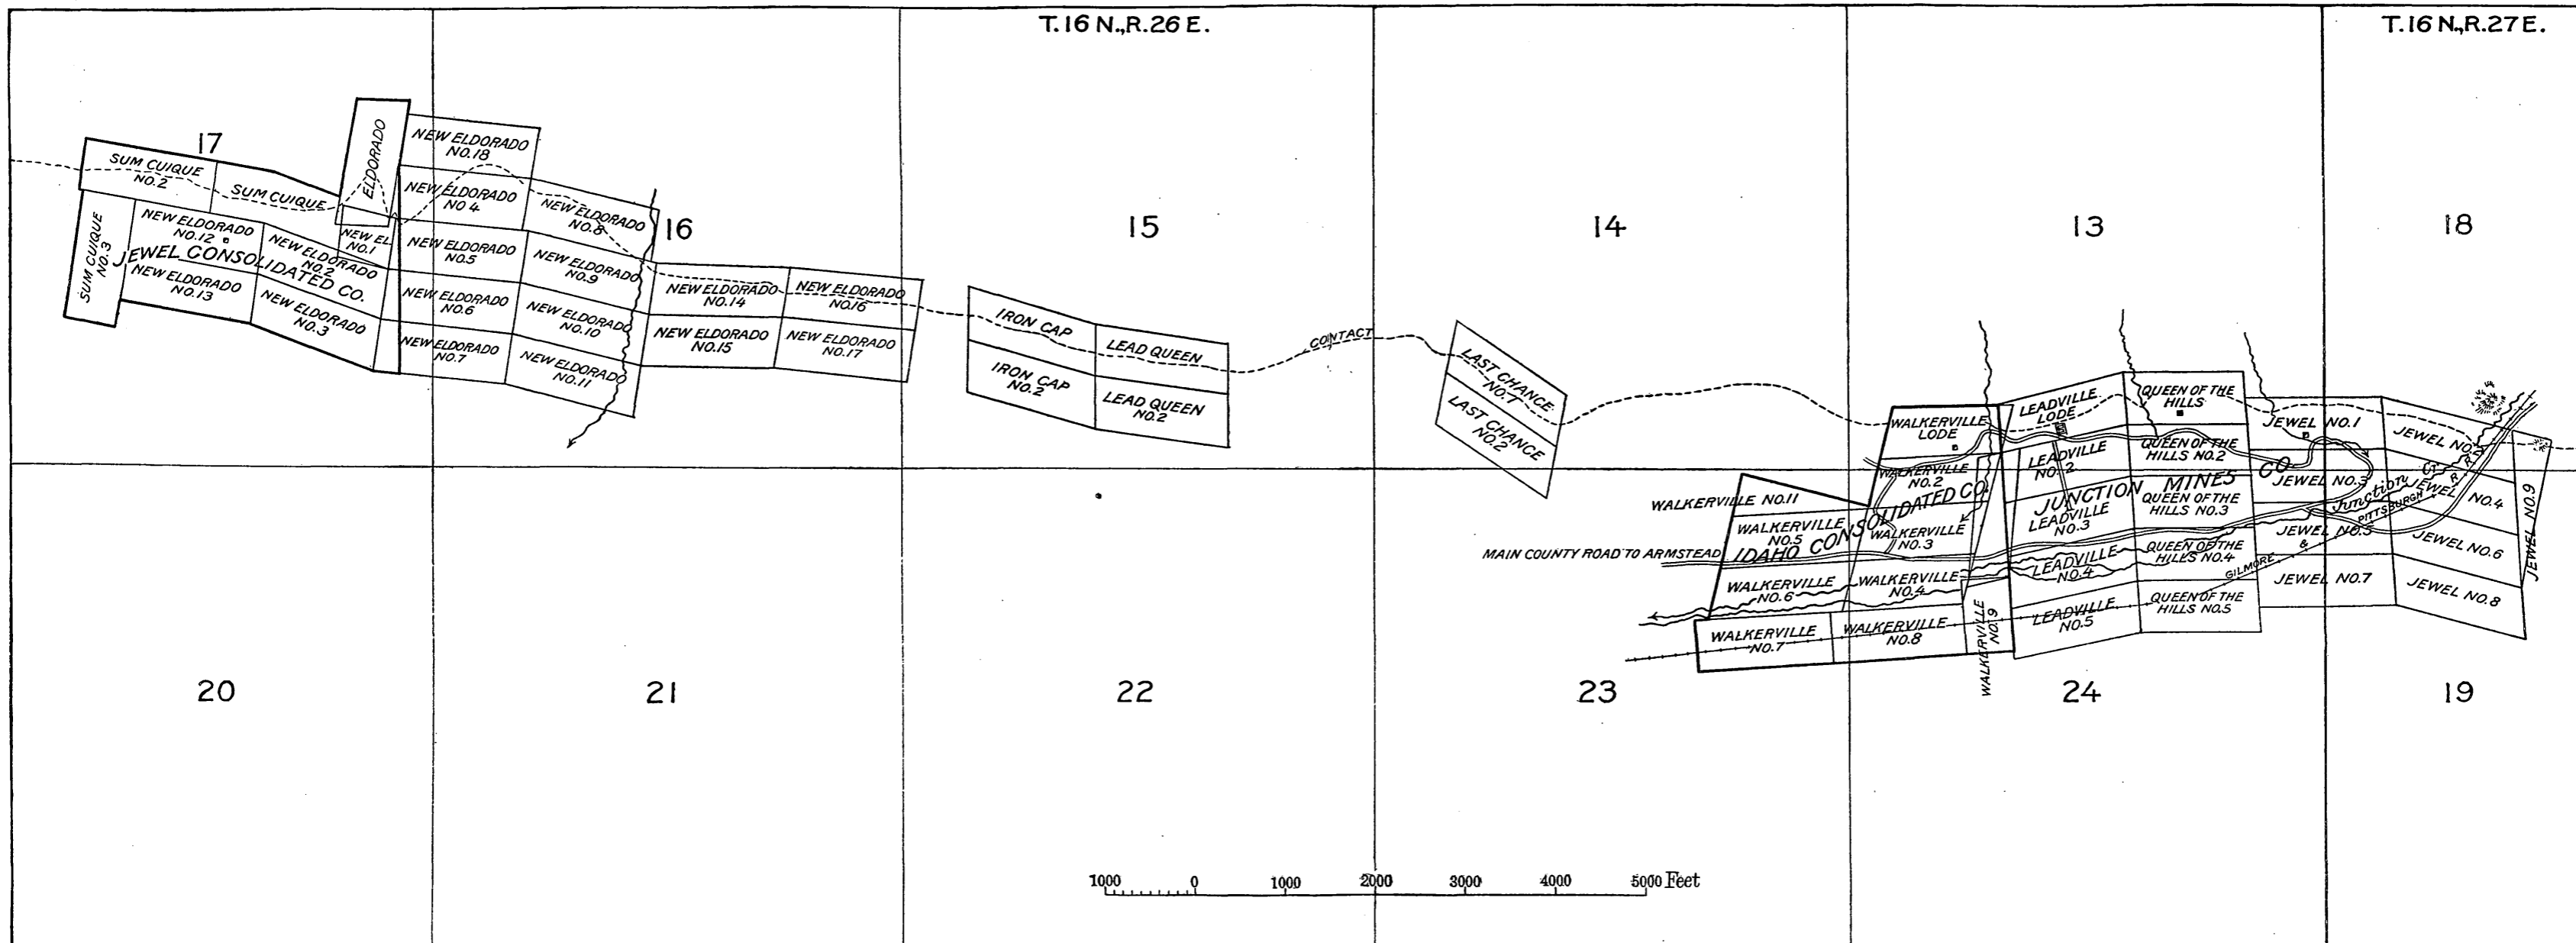 T.16 N.,R.26 E.
T.16 N.,R.27 E.
17
16
15
14
13
18
SUM CUIQUE
NO.2
SUM CUIQUE
SUM CUIQUE
NO.3
ELDORADO
NEW ELDORADO
NO.18
NEW ELDORADO
NO 4
NEW ELDORADO
NO.8
NEW ELDORADO
NO.12
NEW ELDORADO
NO.2
NEW EL
NO.1
NEW ELDORADO
NO.5
NEW ELDORADO
NO.9
JEWEL CONSOLIDATED CO.
NEW ELDORADO
NO.13
NEW ELDORADO
NO.3
NEW ELDORADO
NO.6
NEW ELDORADO
NO.10
NEW ELDORADO
NO.7
NEW ELDORADO
NO.11
NEW ELDORADO
NO.14
NEW ELDORADO
NO.16
NEW ELDORADO
NO.15
NEW ELDORADO
NO.17
IRON CAP
LEAD QUEEN
IRON CAP
NO.2
LEAD QUEEN
NO.2
CONTACT
LAST CHANCE
NO.7
LAST CHANCE
NO.2
WALKERVILLE
LODE
LEADVILLE
LODE
QUEEN OF THE
HILLS
JEWEL NO.1
WALKERVILLE
NO.2
LEADVILLE
NO.2
QUEEN OF THE
HILLS NO.2
JEWEL NO.3
JEWEL NO.4
JEWEL NO.9
WALKERVILLE NO.11
WALKERVILLE
NO.5
WALKERVILLE
NO.3
IDAHO CONSOLIDATED CO.
JUNCTION MINES CO
LEADVILLE
NO.3
QUEEN OF THE
HILLS NO.3
JEWEL NO.5
JEWEL NO.6
Junction Cr.
GILMORE & PITTSBURGH R.R.
MAIN COUNTY ROAD TO ARMSTEAD
WALKERVILLE
NO.6
WALKERVILLE
NO.4
LEADVILLE
NO.4
QUEEN OF THE
HILLS NO.4
JEWEL NO.7
JEWEL NO.8
WALKERVILLE
NO.7
WALKERVILLE
NO.8
WALKERVILLE
NO.9
LEADVILLE
NO.5
QUEEN OF THE
HILLS NO.5
20
21
22
23
24
19
1000 0 1000 2000 3000 4000 5000 Feet